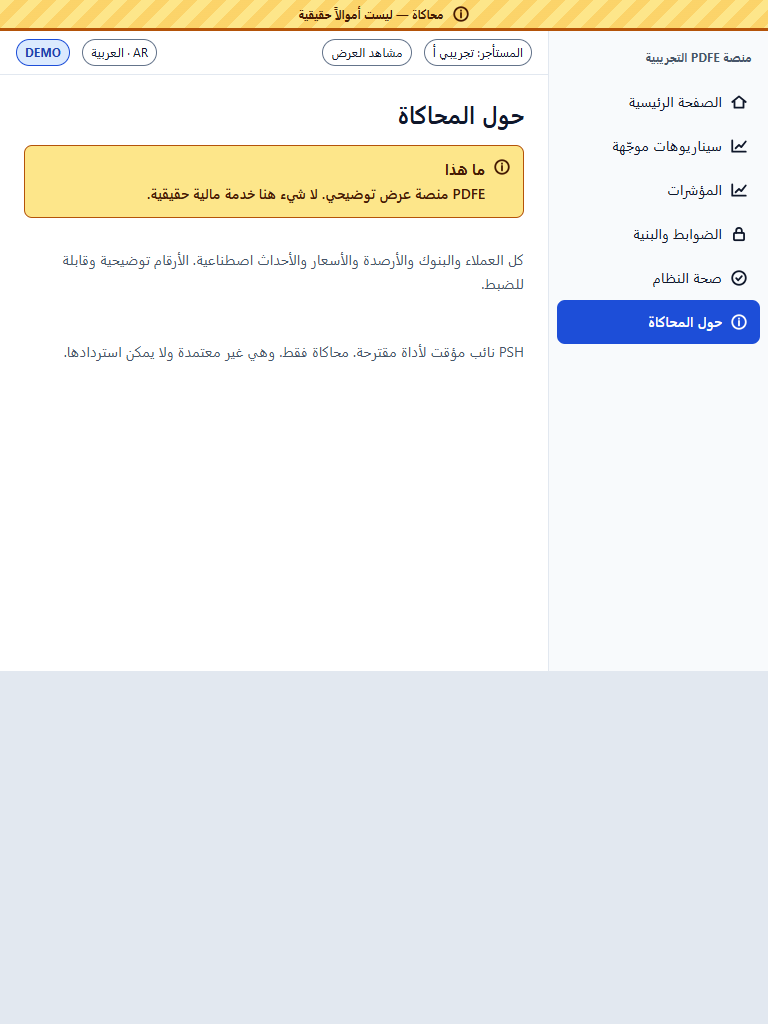 محاكاة — ليست أموالاً حقيقية
منصة PDFE التجريبية
الصفحة الرئيسية
سيناريوهات موجّهة
المؤشرات
الضوابط والبنية
صحة النظام
حول المحاكاة
المستأجر: تجريبي أ
مشاهد العرض
العربية · AR
DEMO
حول المحاكاة
ما هذا
PDFE منصة عرض توضيحي. لا شيء هنا خدمة مالية حقيقية.
كل العملاء والبنوك والأرصدة والأسعار والأحداث اصطناعية. الأرقام توضيحية وقابلة
للضبط.
PSH نائب مؤقت لأداة مقترحة. محاكاة فقط. وهي غير معتمدة ولا يمكن استردادها.